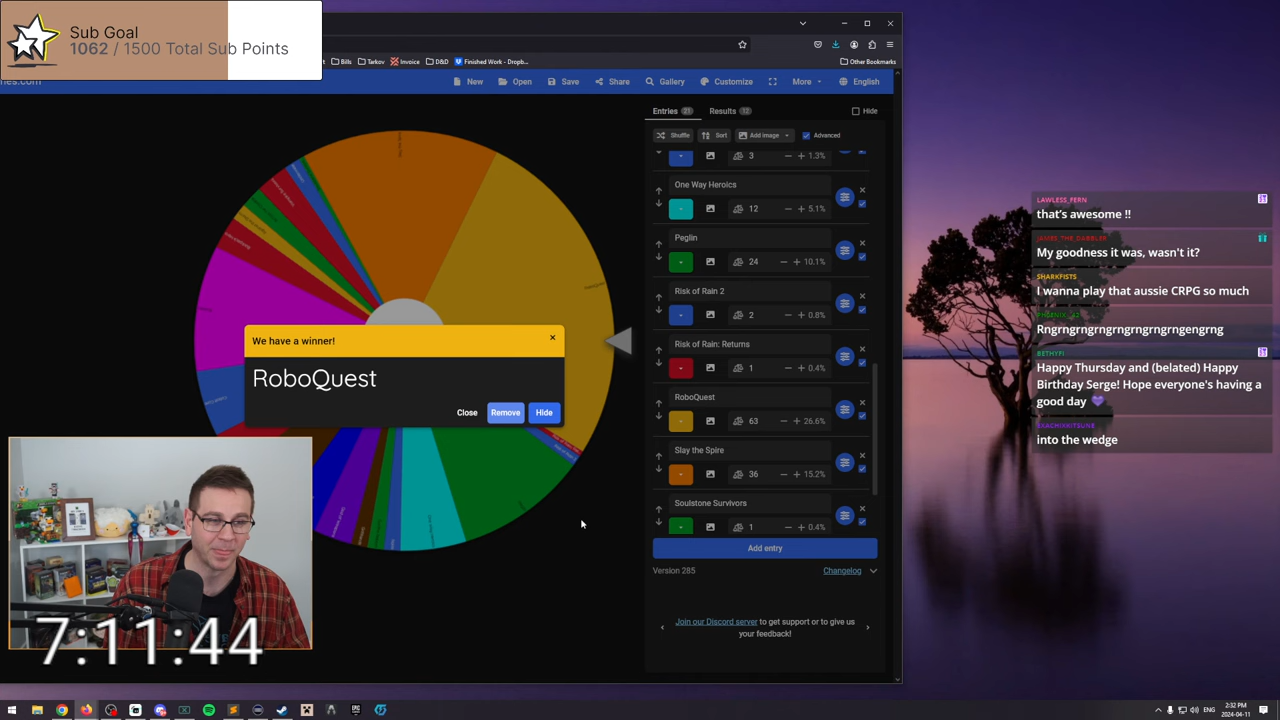 Sub Goal
1062 / 1500 Total Sub Points
Bills
Tarkov
Invoice
D&D
Finished Work - Dropb...
Other Bookmarks
New
Open
Save
Share
Gallery
Customize
More
English
Entries 21
Results 12
Hide
Shuffle
Sort
Add image
Advanced
3
1.3%
One Way Heroics
12
5.1%
Peglin
24
10.1%
Risk of Rain 2
2
0.8%
Risk of Rain: Returns
1
0.4%
RoboQuest
63
26.6%
Slay the Spire
36
15.2%
Soulstone Survivors
1
0.4%
Add entry
Version 285
Changelog
Join our Discord server to get support or to give us
your feedback!
We have a winner!
RoboQuest
Close
Remove
Hide
7:11:44
LAWLESS_FERN
that's awesome !!
JAMES_THE_DABBLER
My goodness it was, wasn't it?
SHARKFISTS
I wanna play that aussie CRPG so much
Rngrngrngrngrngrngrngrngengrng
BETHYFI
Happy Thursday and (belated) Happy
Birthday Serge! Hope everyone's having a
good day
into the wedge
ENG
2:32 PM
2024-04-11